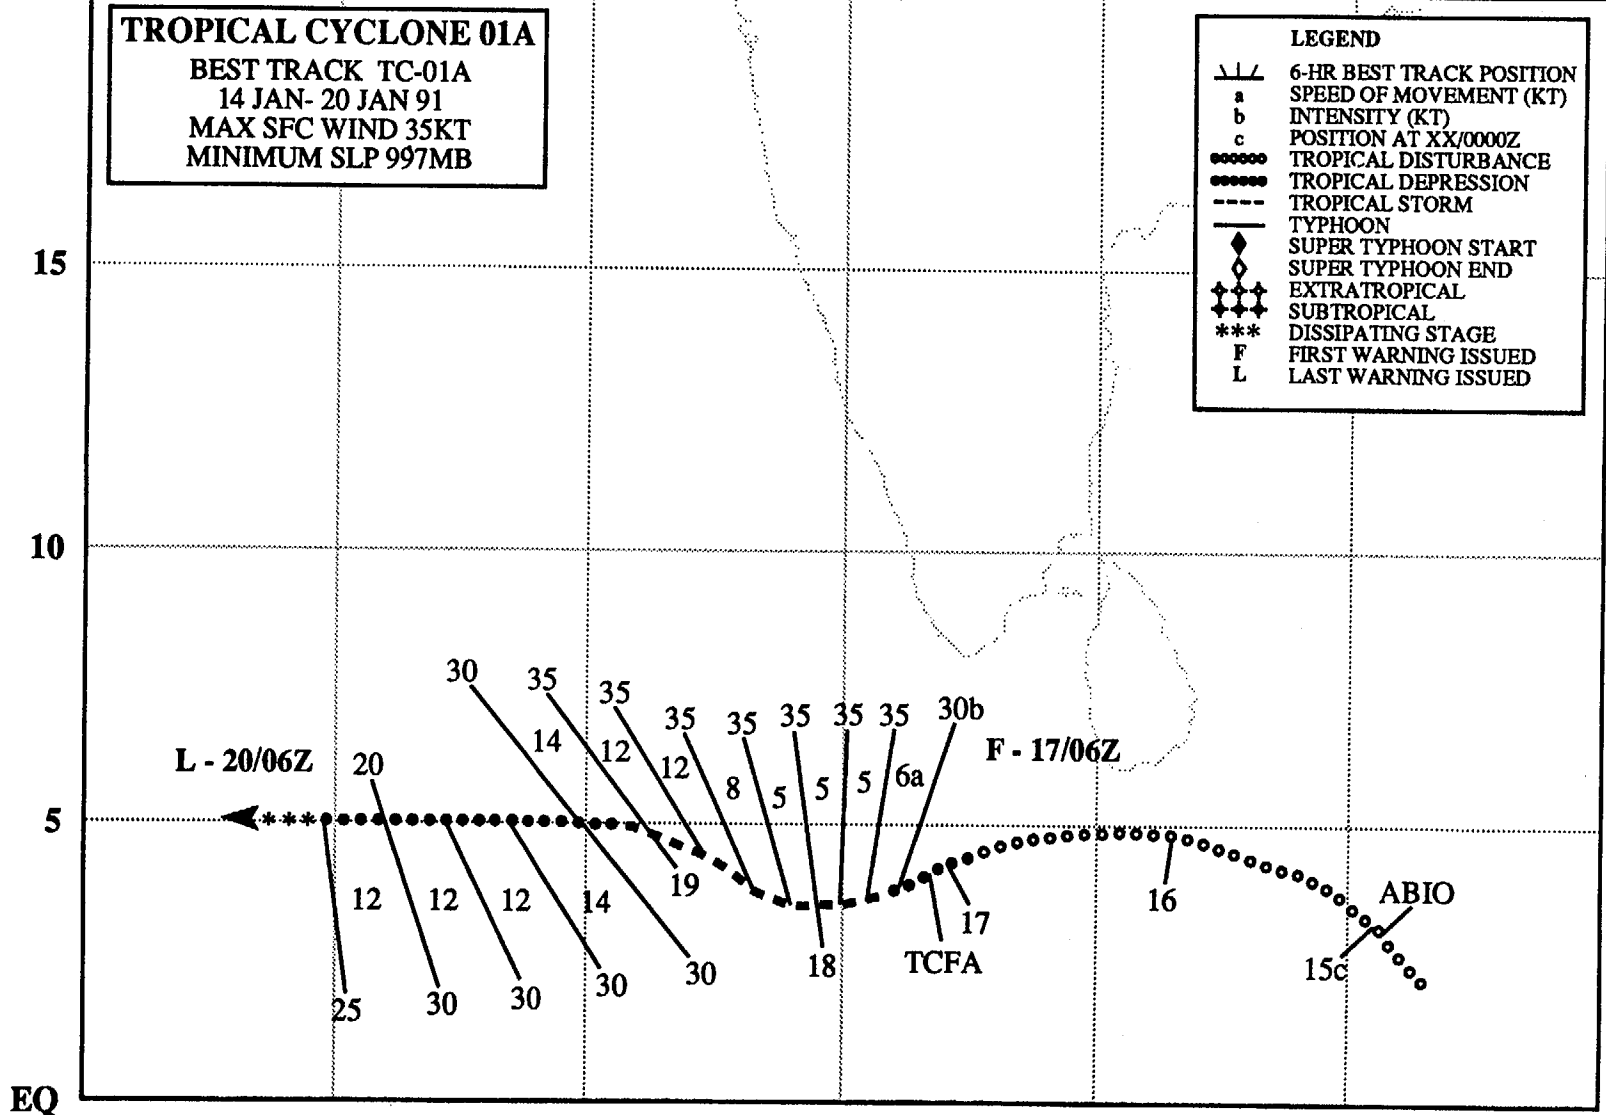 TROPICAL CYCLONE 01A
BEST TRACK TC-01A
14 JAN- 20 JAN 91
MAX SFC WIND 35KT
MINIMUM SLP 997MB
LEGEND
6-HR BEST TRACK POSITION
a SPEED OF MOVEMENT (KT)
b INTENSITY (KT)
c POSITION AT XX/0000Z
TROPICAL DISTURBANCE
TROPICAL DEPRESSION
TROPICAL STORM
TYPHOON
SUPER TYPHOON START
SUPER TYPHOON END
EXTRATROPICAL
SUBTROPICAL
*** DISSIPATING STAGE
F FIRST WARNING ISSUED
L LAST WARNING ISSUED
15
10
5
EQ
30 35 35 35 35 35 35 35 30b
14 12 12 8 5 5 5 6a
L - 20/06Z
F - 17/06Z
20
***
19
12 12 12 14
18
17
TCFA
16
ABIO
15c
25 30 30 30 30